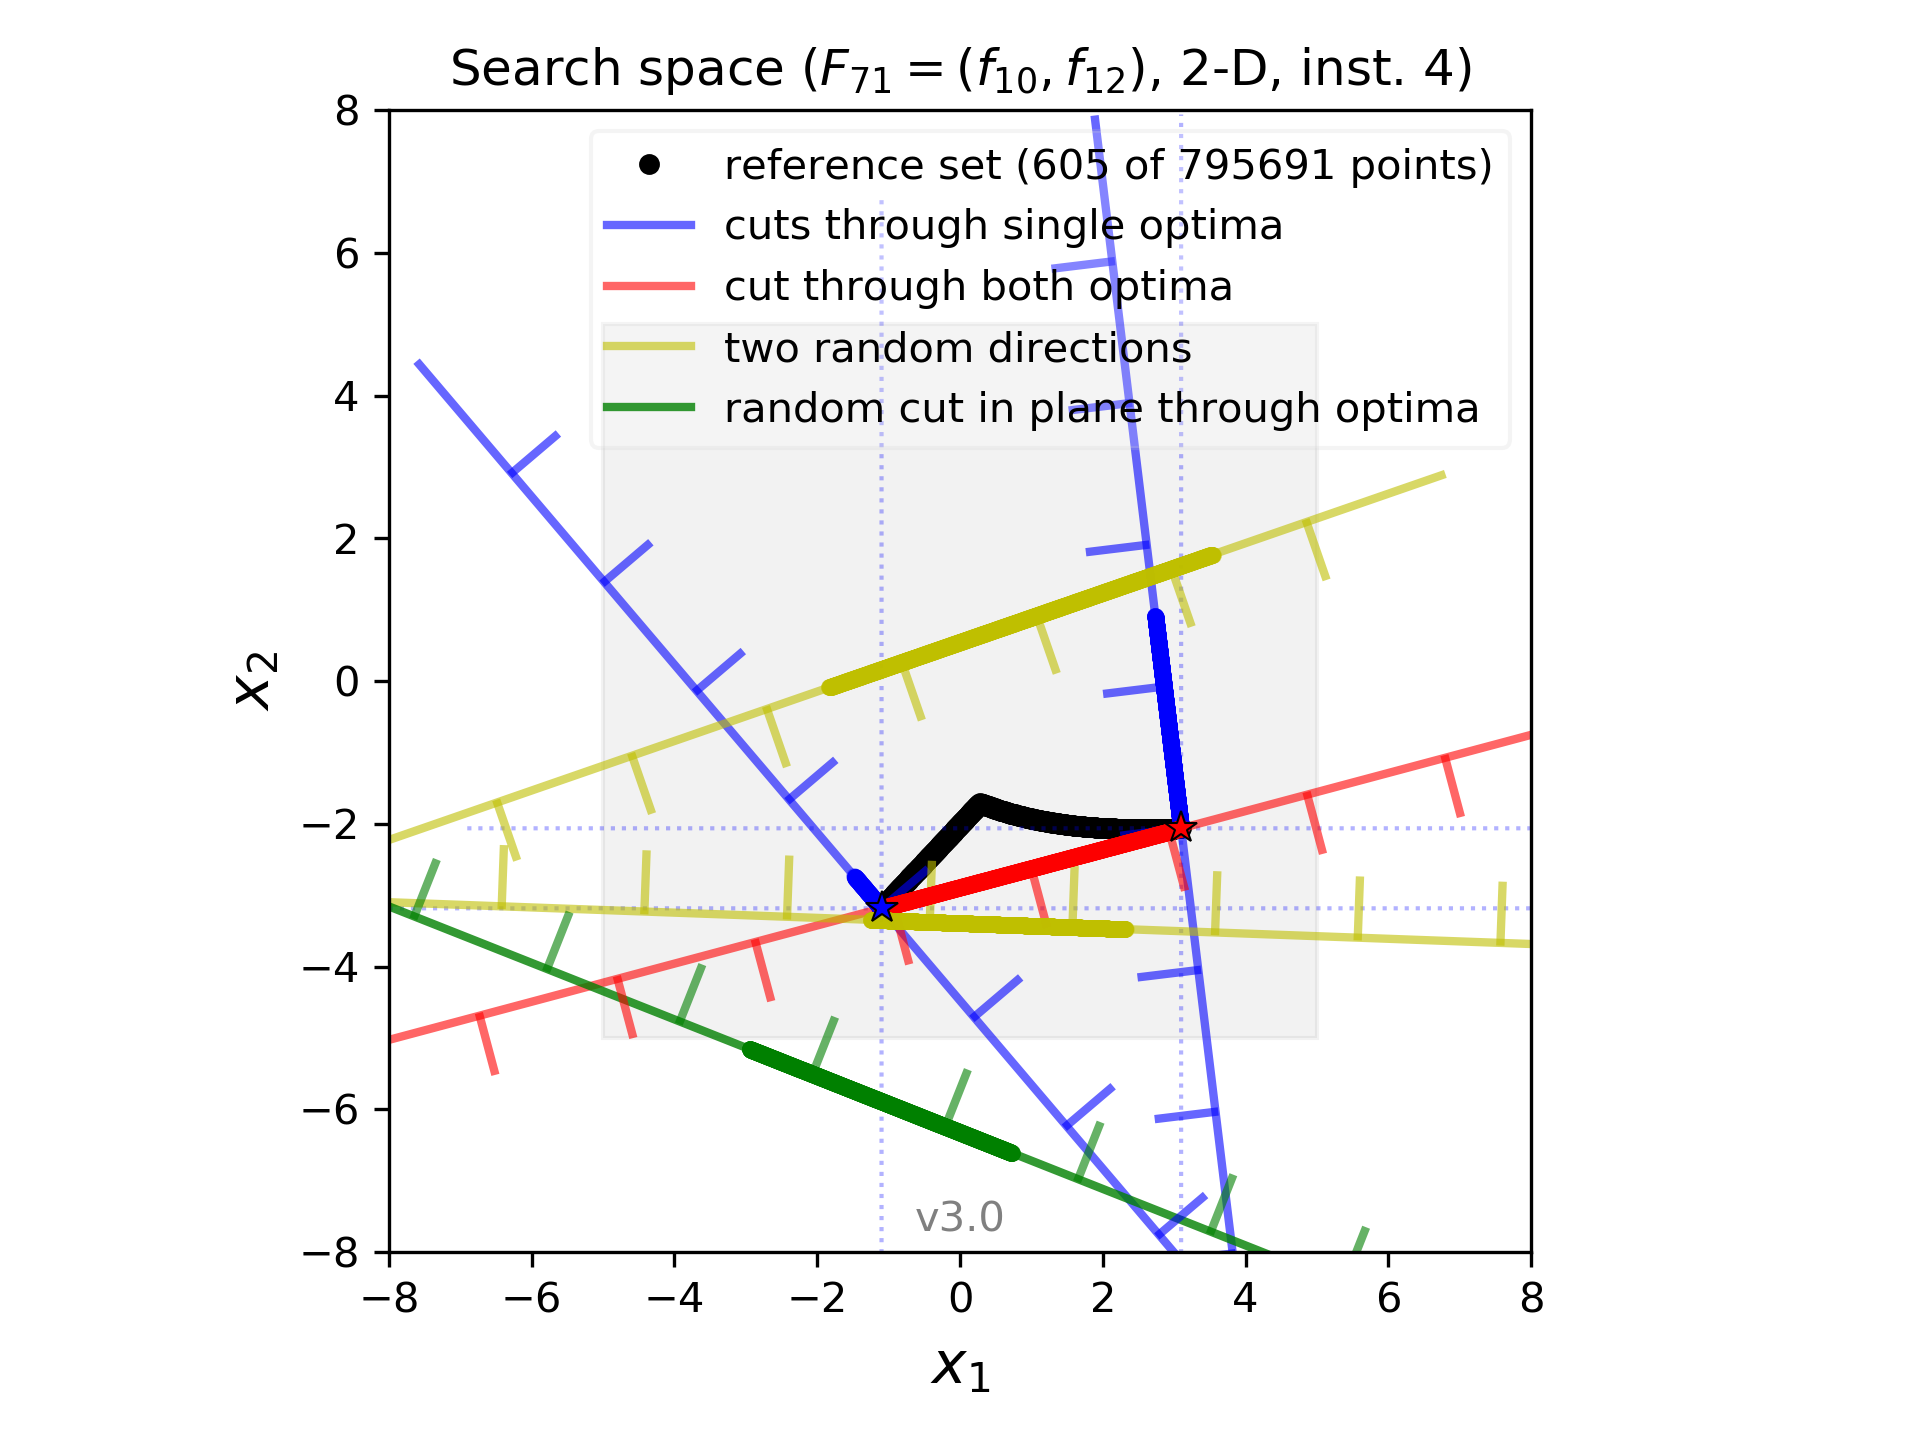 Search space (F71 = (f10, f12), 2-D, inst. 4)
reference set (605 of 795691 points)
cuts through single optima
cut through both optima
two random directions
random cut in plane through optima
8
6
4
2
0
−2
−4
−6
−8
x2
v3.0
−8 −6 −4 −2 0 2 4 6 8
x1